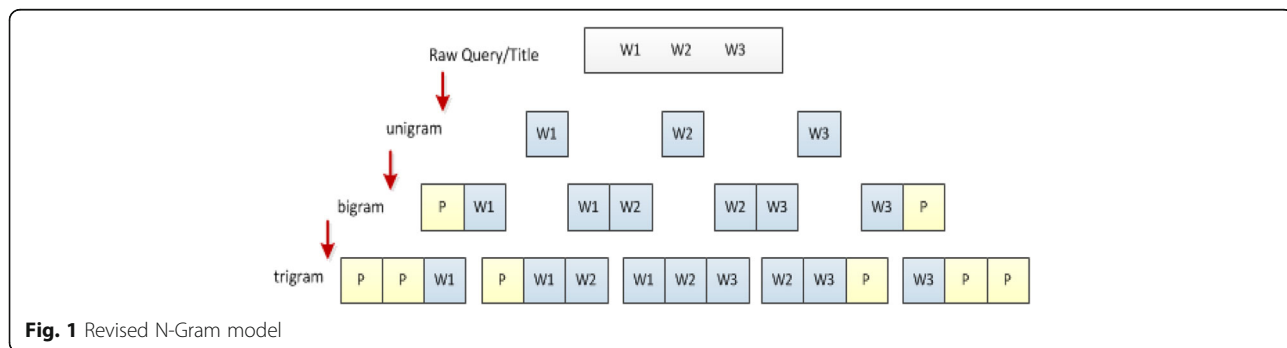 Raw Query/Title W1 W2 W3
unigram W1 W2 W3
bigram P W1 W1 W2 W2 W3 W3 P
trigram P P W1 P W1 W2 W1 W2 W3 W2 W3 P W3 P P
Fig. 1 Revised N-Gram model